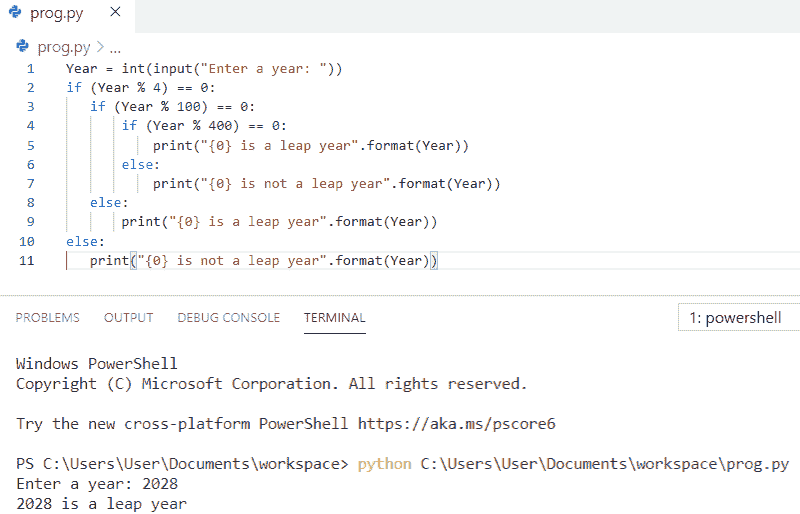 prog.py ×
prog.py > ...
1 Year = int(input("Enter a year: "))
2 if (Year % 4) == 0:
3 if (Year % 100) == 0:
4 if (Year % 400) == 0:
5 print("{0} is a leap year".format(Year))
6 else:
7 print("{0} is not a leap year".format(Year))
8 else:
9 print("{0} is a leap year".format(Year))
10 else:
11 print("{0} is not a leap year".format(Year))
PROBLEMS OUTPUT DEBUG CONSOLE TERMINAL 1: powershell
Windows PowerShell
Copyright (C) Microsoft Corporation. All rights reserved.
Try the new cross-platform PowerShell https://aka.ms/pscore6
PS C:\Users\User\Documents\workspace> python C:\Users\User\Documents\workspace\prog.py
Enter a year: 2028
2028 is a leap year